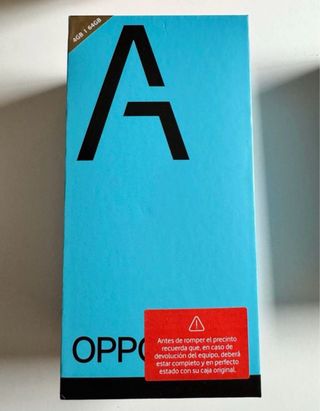 4GB | 64GB
A
OPPO
Antes de romper el precinto
recuerda que, en caso de
devolución del equipo, deberá
estar completo y en perfecto
estado con su caja original.